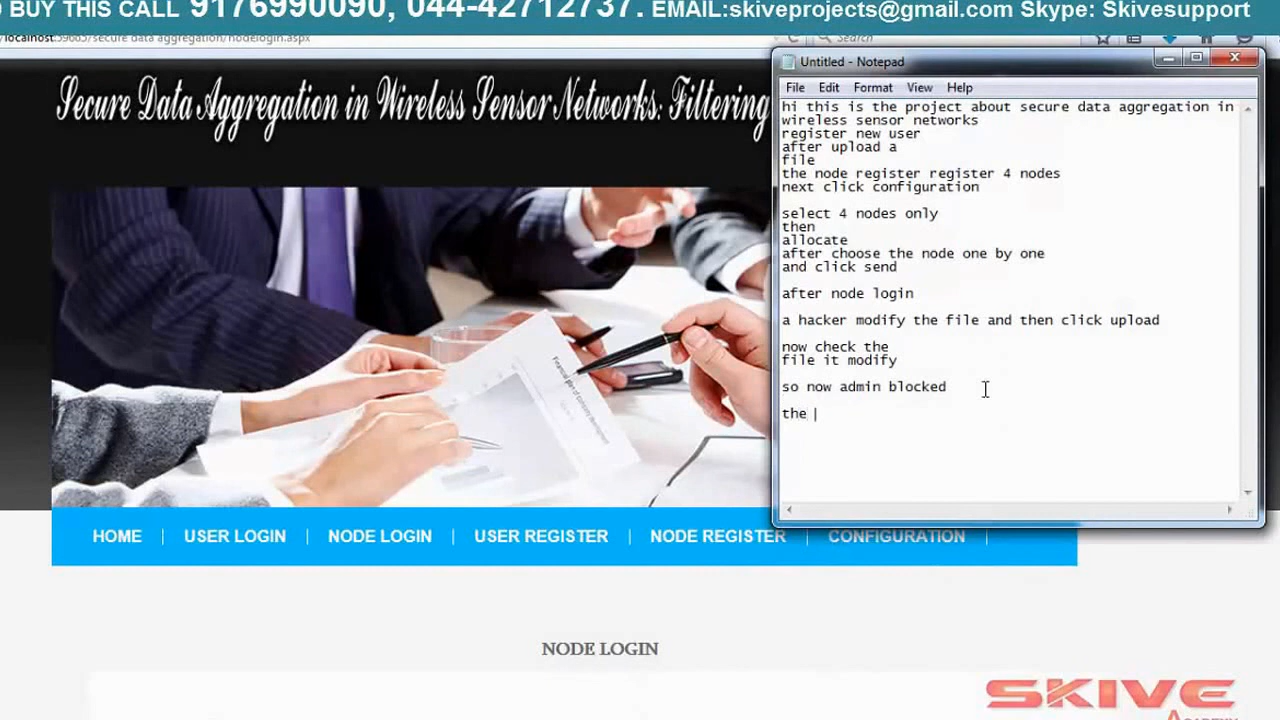 O BUY THIS CALL 9176990090, 044-42712737. EMAIL:skiveprojects@gmail.com Skype: Skivesupport
Search
Secure Data Aggregation in Wireless Sensor Networks: Filtering
Untitled - Notepad
File Edit Format View Help
hi this is the project about secure data aggregation in
wireless sensor networks
register new user
after upload a
file
the node register register 4 nodes
next click configuration
select 4 nodes only
then
allocate
after choose the node one by one
and click send
after node login
a hacker modify the file and then click upload
now check the
file it modify
so now admin blocked
the
HOME USER LOGIN NODE LOGIN USER REGISTER NODE REGISTER CONFIGURATION
NODE LOGIN
SKIVE